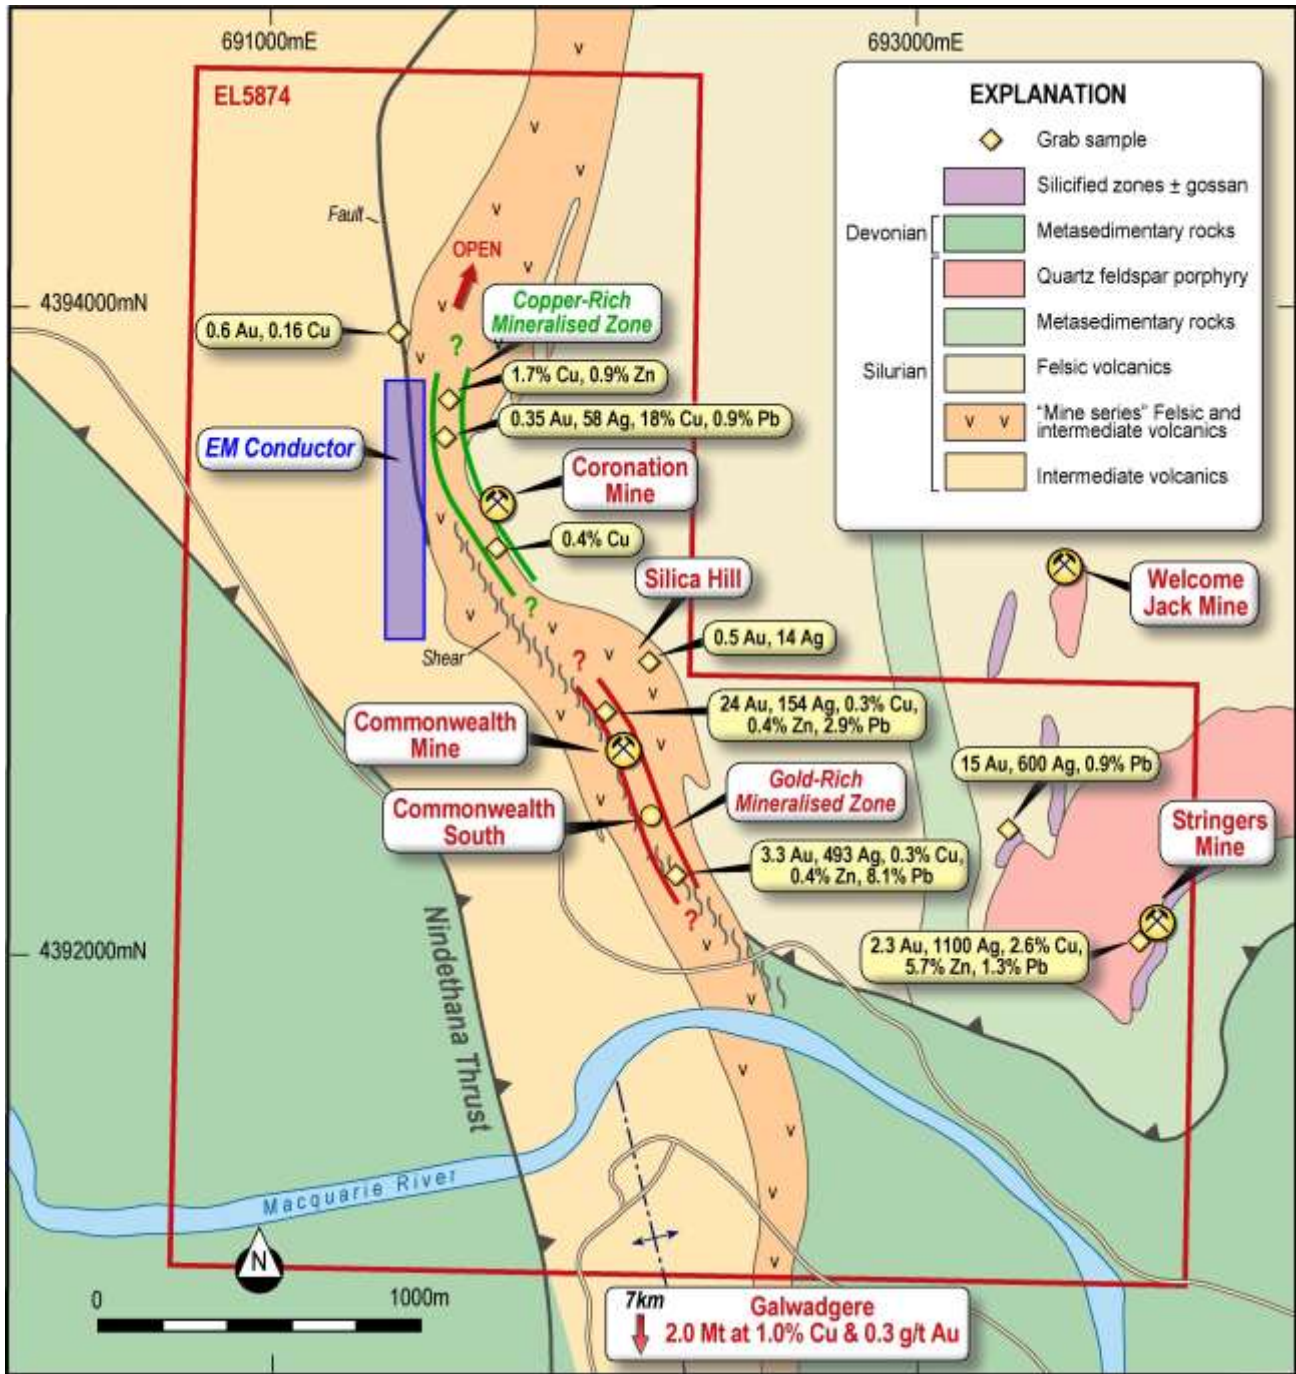 691000mE
693000mE
EL5874
EXPLANATION
Grab sample
Silicified zones ± gossan
Devonian
Metasedimentary rocks
Quartz feldspar porphyry
Metasedimentary rocks
Silurian
Felsic volcanics
"Mine series" Felsic and
intermediate volcanics
v v
Intermediate volcanics
Fault
OPEN
4394000mN
Copper-Rich
Mineralised Zone
0.6 Au, 0.16 Cu
?
1.7% Cu, 0.9% Zn
0.35 Au, 58 Ag, 18% Cu, 0.9% Pb
EM Conductor
Coronation
Mine
0.4% Cu
Silica Hill
Welcome
Jack Mine
?
0.5 Au, 14 Ag
Shear
?
24 Au, 154 Ag, 0.3% Cu,
0.4% Zn, 2.9% Pb
Commonwealth
Mine
15 Au, 600 Ag, 0.9% Pb
Gold-Rich
Mineralised Zone
Commonwealth
South
Stringers
Mine
3.3 Au, 493 Ag, 0.3% Cu,
0.4% Zn, 8.1% Pb
?
2.3 Au, 1100 Ag, 2.6% Cu,
5.7% Zn, 1.3% Pb
4392000mN
Nindethana Thrust
Macquarie River
N
0 1000m
7km
Galwadgere
2.0 Mt at 1.0% Cu & 0.3 g/t Au